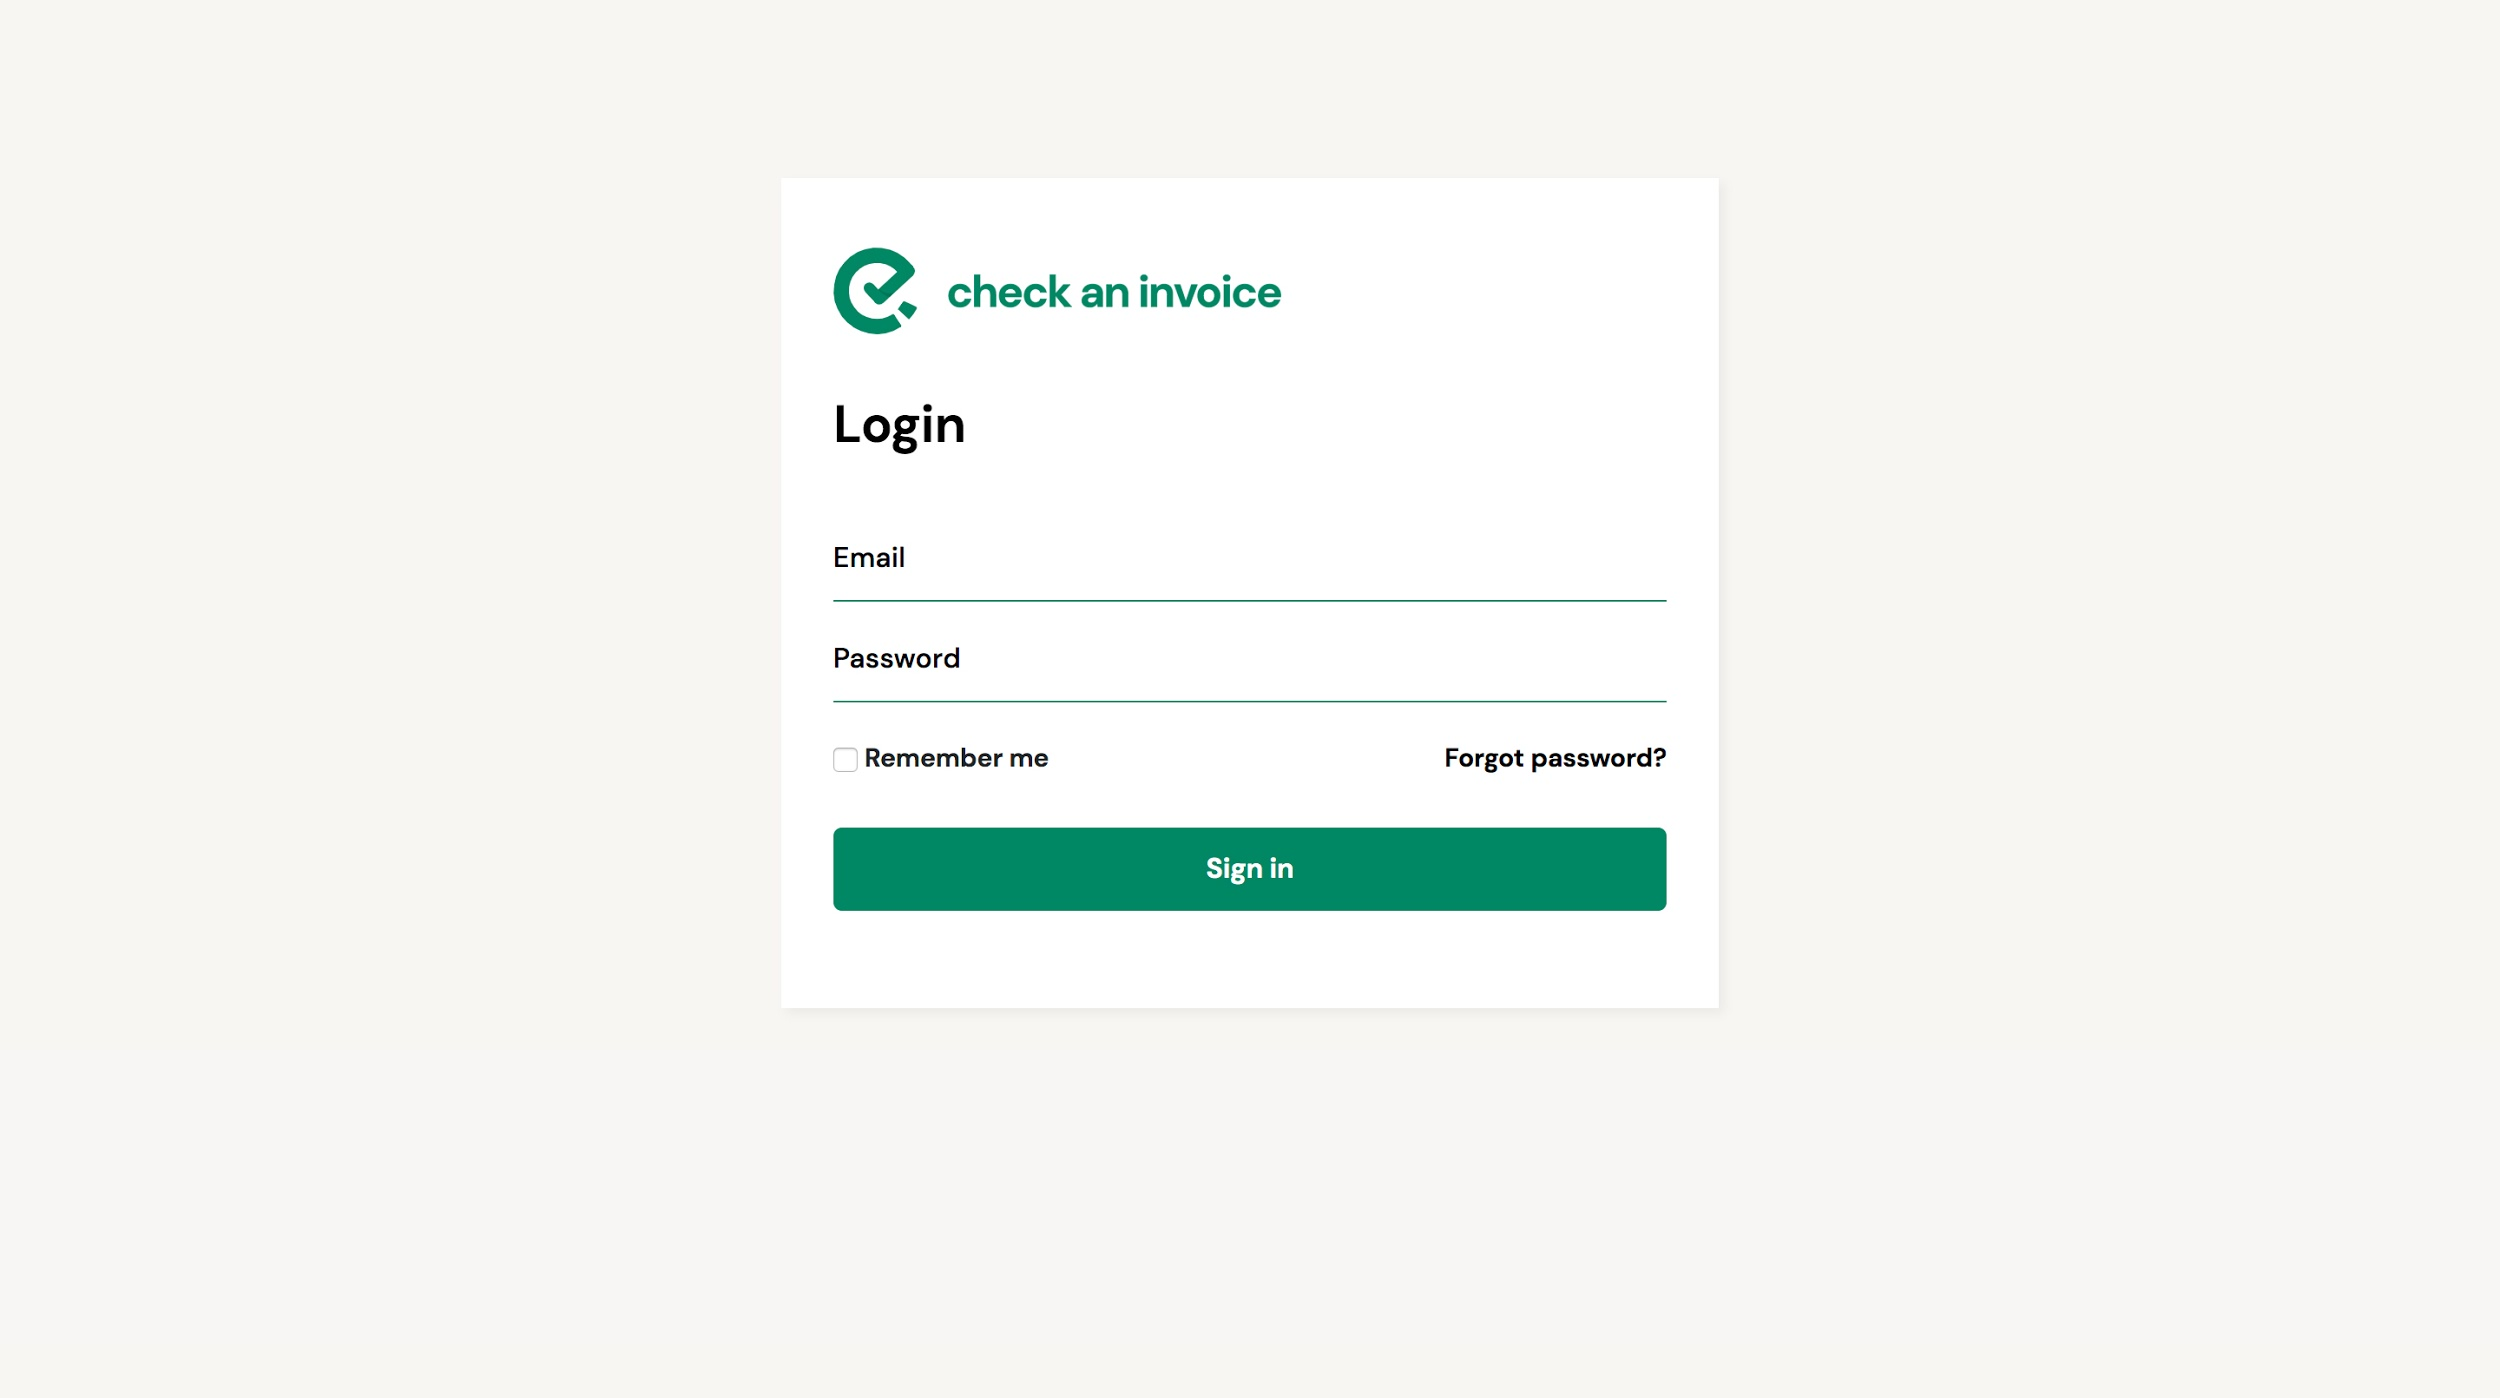 check an invoice
Login
Email
Password
Remember me
Forgot password?
Sign in